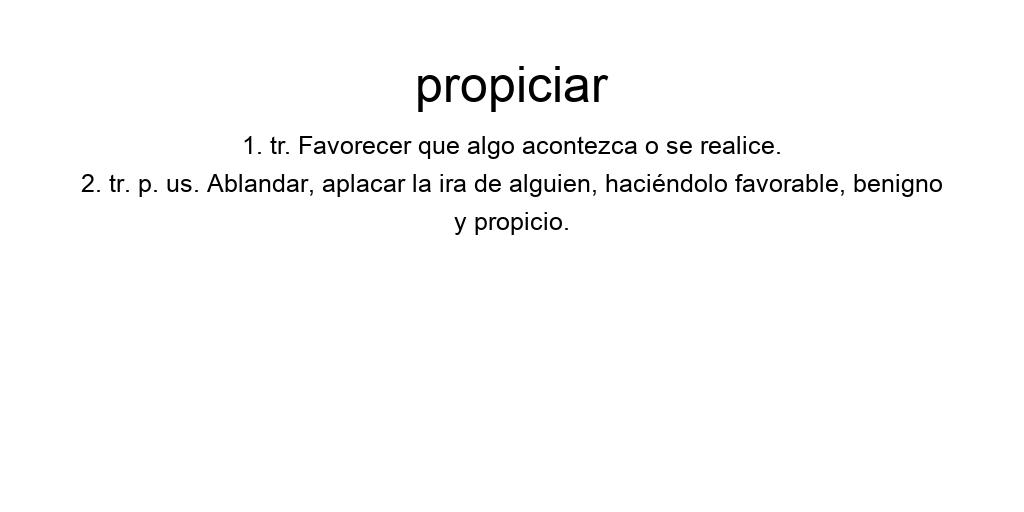 propiciar
1. tr. Favorecer que algo acontezca o se realice.
2. tr. p. us. Ablandar, aplacar la ira de alguien, haciéndolo favorable, benigno
y propicio.